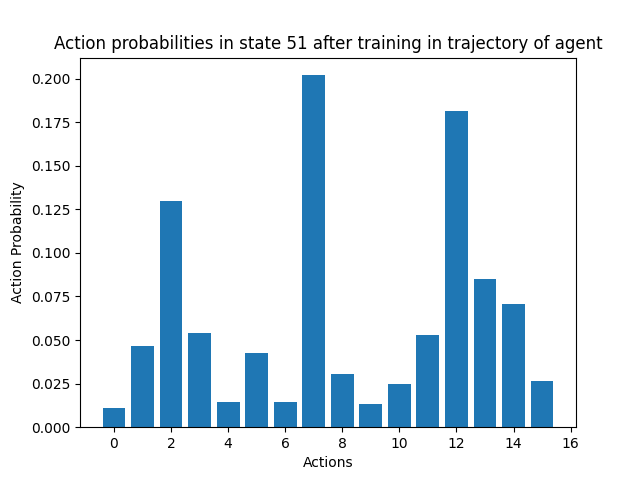 Action probabilities in state 51 after training in trajectory of agent
0.200
0.175
0.150
0.125
0.100
0.075
0.050
0.025
0.000
Action Probability
0 2 4 6 8 10 12 14 16
Actions